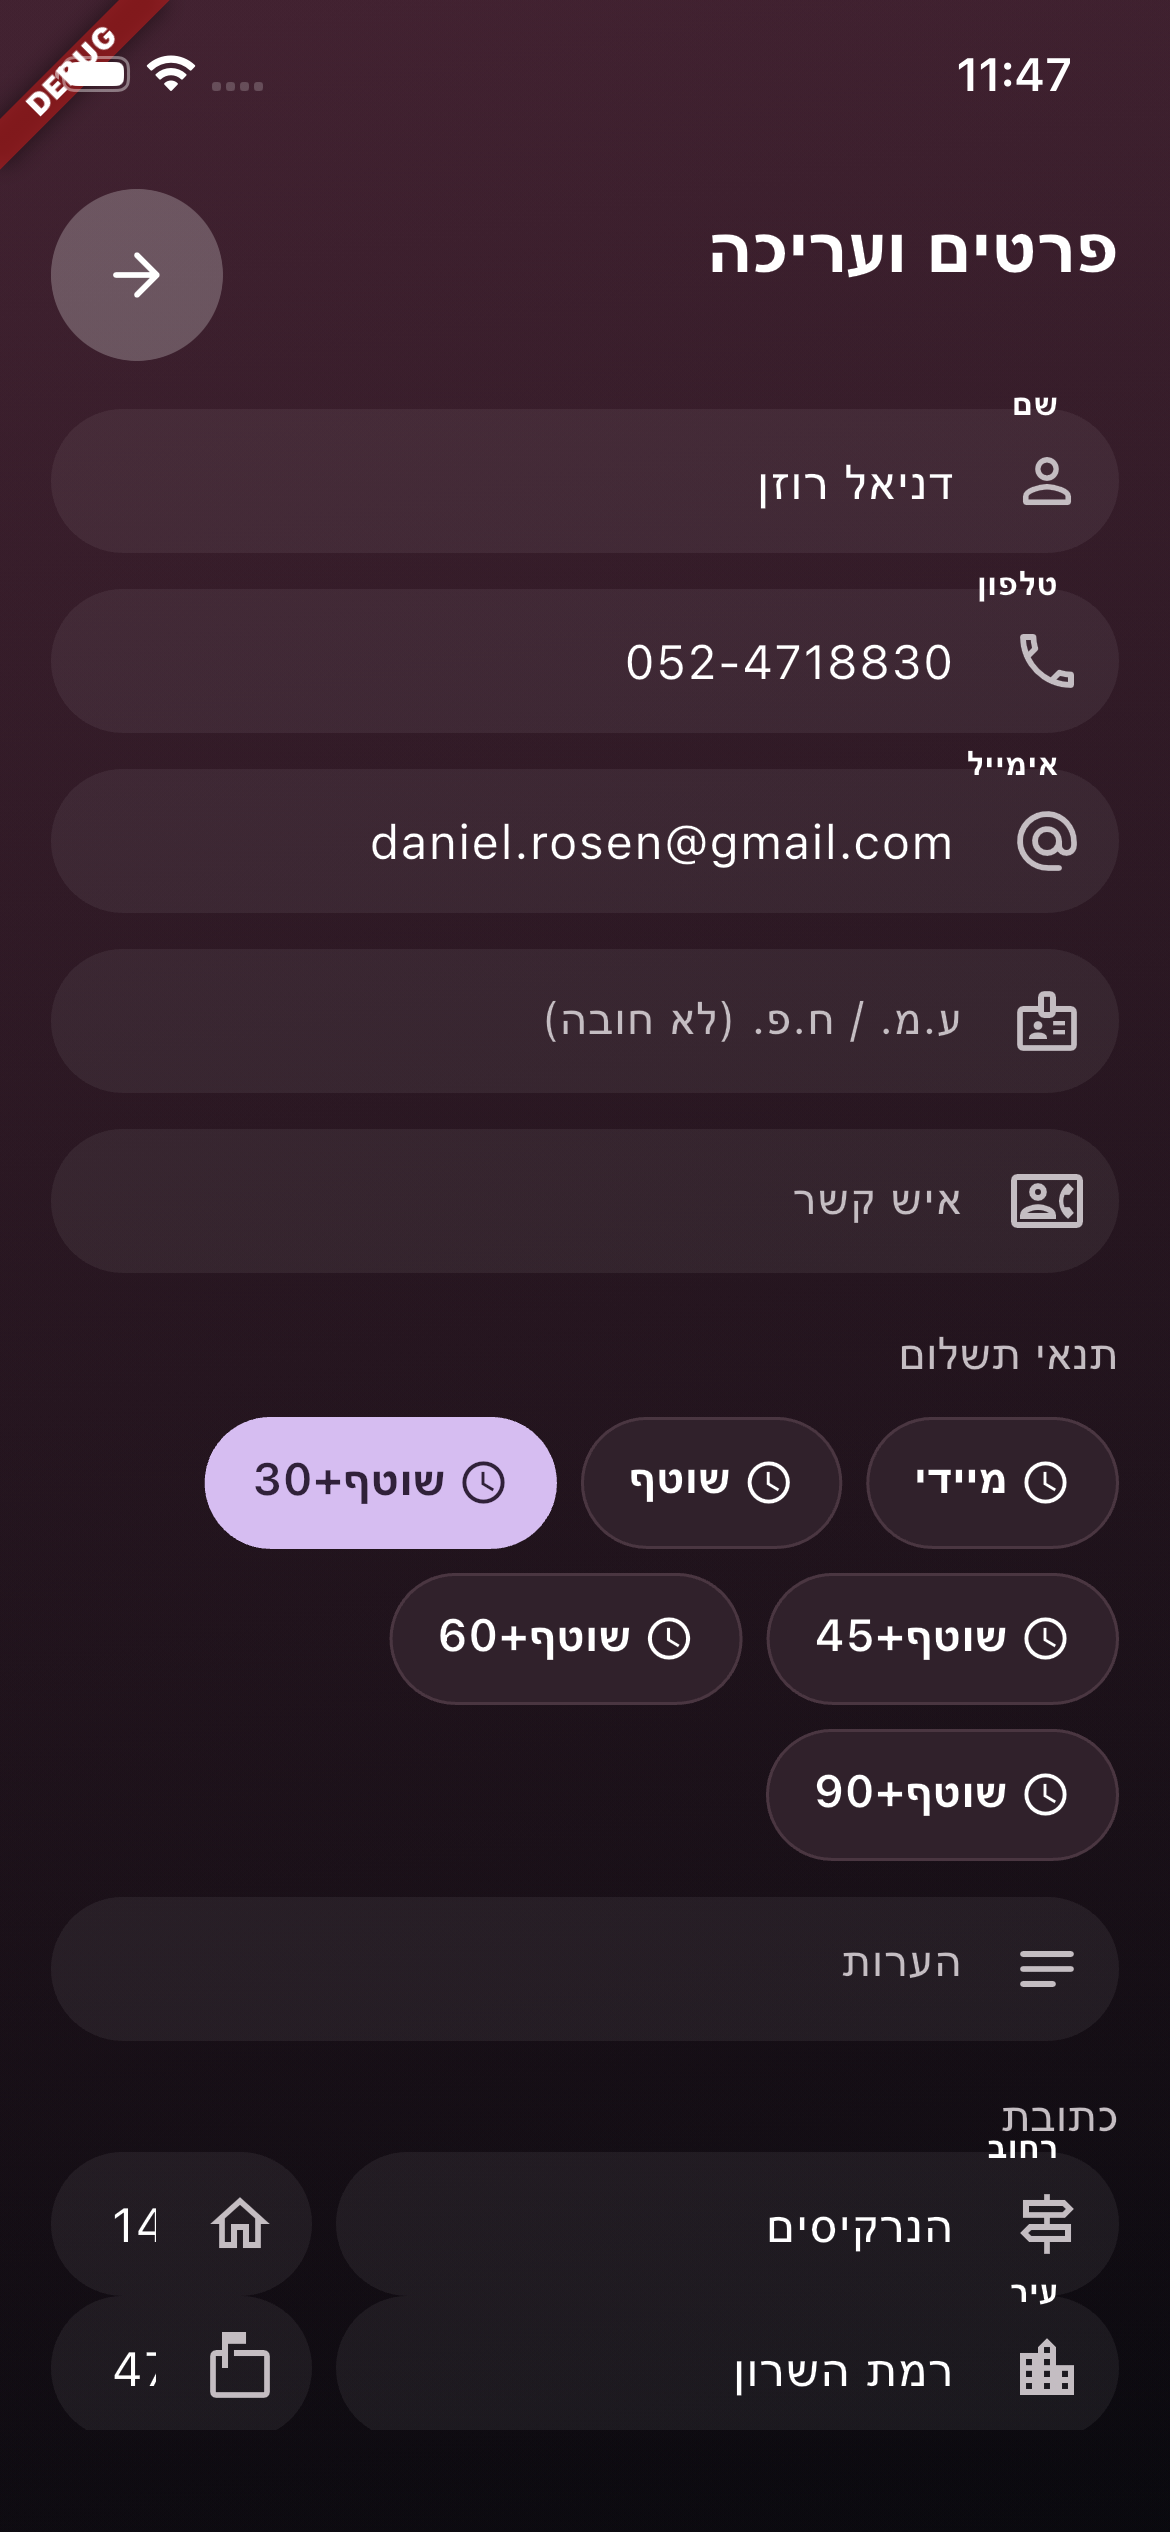 DEBUG
11:47
פרטים ועריכה
שם
דניאל רוזן
טלפון
052-4718830
אימייל
daniel.rosen@gmail.com
ע.מ. / ח.פ. (לא חובה)
איש קשר
תנאי תשלום
מיידי
שוטף
שוטף+30
שוטף+45
שוטף+60
שוטף+90
הערות
כתובת
רחוב
הנרקיסים
14
עיר
רמת השרון
47